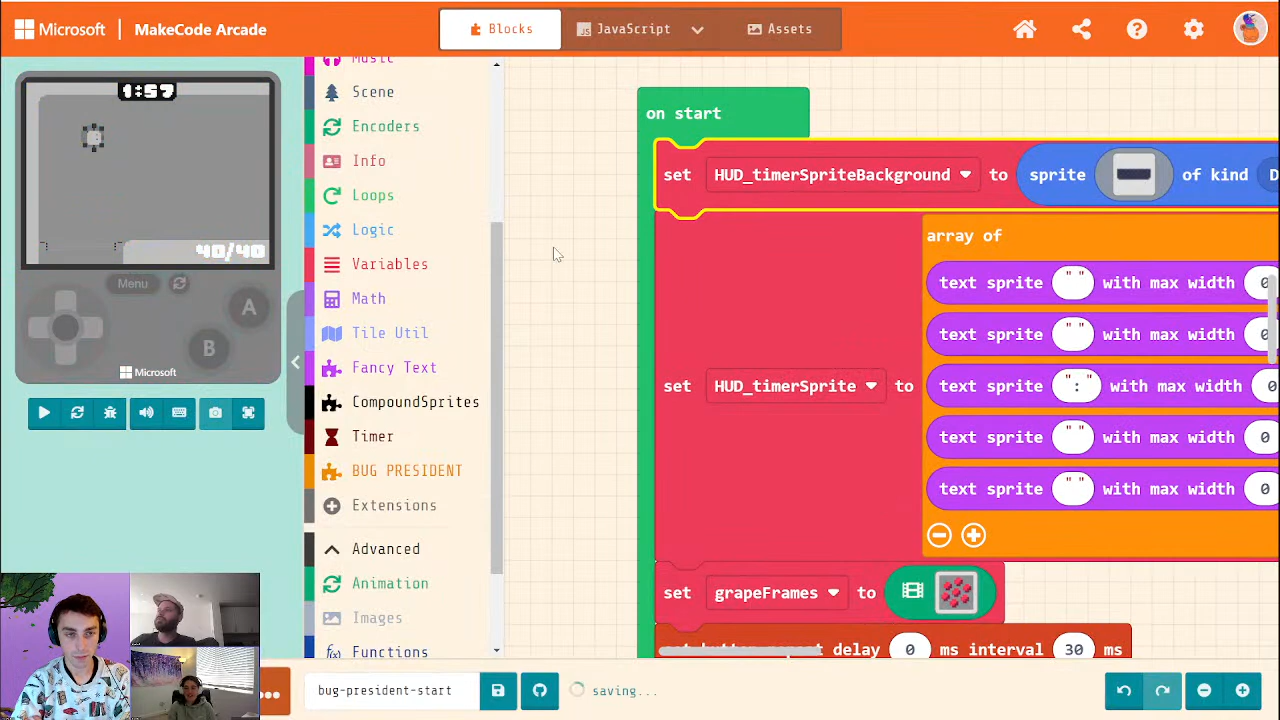 Microsoft | MakeCode Arcade
Blocks
JavaScript
Assets
1:57
40/40
Menu
A
B
Microsoft
Music
Scene
Encoders
Info
Loops
Logic
Variables
Math
Tile Util
Fancy Text
CompoundSprites
Timer
BUG PRESIDENT
Extensions
Advanced
Animation
Images
Functions
on start
set HUD_timerSpriteBackground to sprite of kind
array of
text sprite " " with max width 0
text sprite " " with max width 0
set HUD_timerSprite to text sprite ":" with max width 0
text sprite " " with max width 0
text sprite " " with max width 0
set grapeFrames to
delay 0 ms interval 30 ms
bug-president-start
saving...